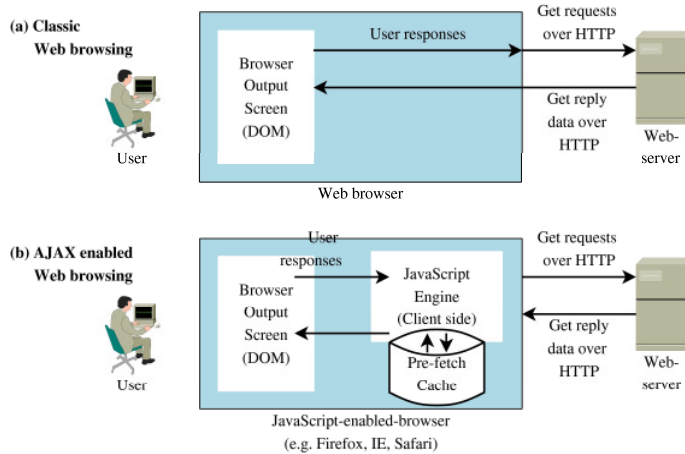 (a) Classic
Web browsing
User
Browser
Output
Screen
(DOM)
User responses
Get requests
over HTTP
Get reply
data over
HTTP
Web-
server
Web browser
(b) AJAX enabled
Web browsing
User
Browser
Output
Screen
(DOM)
User
responses
JavaScript
Engine
(Client side)
Pre-fetch
Cache
Get requests
over HTTP
Get reply
data over
HTTP
Web-
server
JavaScript-enabled-browser
(e.g. Firefox, IE, Safari)